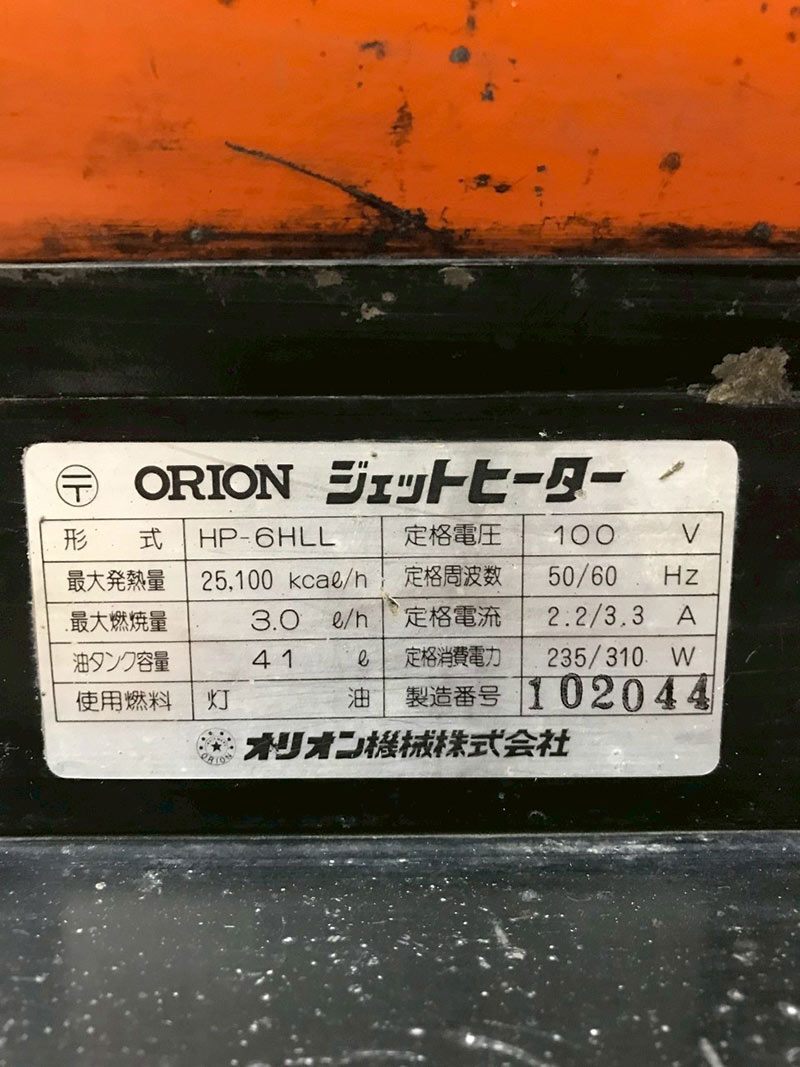 〒 ORION ジェットヒーター
形式 HP-6HLL 定格電圧 100 V
最大発熱量 25,100 kcaℓ/h 定格周波数 50/60 Hz
最大燃焼量 3.0 ℓ/h 定格電流 2.2/3.3 A
油タンク容量 41 ℓ 定格消費電力 235/310 W
使用燃料 灯油 製造番号 102044
ORION オリオン機械株式会社